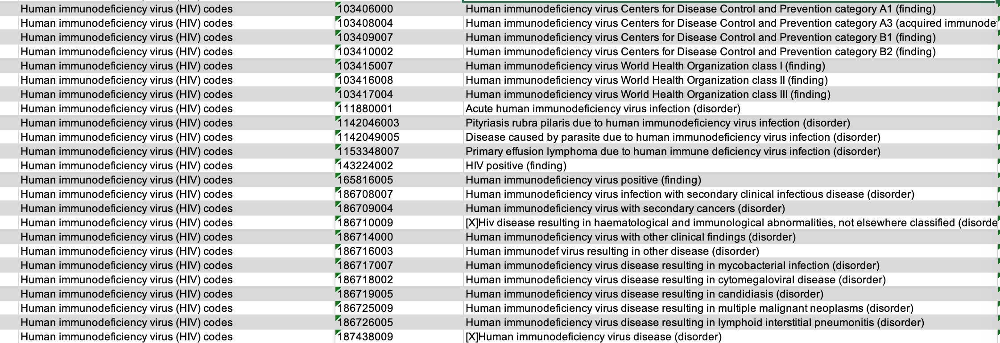 Human immunodeficiency virus (HIV) codes 103406000 Human immunodeficiency virus Centers for Disease Control and Prevention category A1 (finding)
Human immunodeficiency virus (HIV) codes 103408004 Human immunodeficiency virus Centers for Disease Control and Prevention category A3 (acquired immunode
Human immunodeficiency virus (HIV) codes 103409007 Human immunodeficiency virus Centers for Disease Control and Prevention category B1 (finding)
Human immunodeficiency virus (HIV) codes 103410002 Human immunodeficiency virus Centers for Disease Control and Prevention category B2 (finding)
Human immunodeficiency virus (HIV) codes 103415007 Human immunodeficiency virus World Health Organization class I (finding)
Human immunodeficiency virus (HIV) codes 103416008 Human immunodeficiency virus World Health Organization class II (finding)
Human immunodeficiency virus (HIV) codes 103417004 Human immunodeficiency virus World Health Organization class III (finding)
Human immunodeficiency virus (HIV) codes 111880001 Acute human immunodeficiency virus infection (disorder)
Human immunodeficiency virus (HIV) codes 1142046003 Pityriasis rubra pilaris due to human immunodeficiency virus infection (disorder)
Human immunodeficiency virus (HIV) codes 1142049005 Disease caused by parasite due to human immunodeficiency virus infection (disorder)
Human immunodeficiency virus (HIV) codes 1153348007 Primary effusion lymphoma due to human immune deficiency virus infection (disorder)
Human immunodeficiency virus (HIV) codes 143224002 HIV positive (finding)
Human immunodeficiency virus (HIV) codes 165816005 Human immunodeficiency virus positive (finding)
Human immunodeficiency virus (HIV) codes 186708007 Human immunodeficiency virus infection with secondary clinical infectious disease (disorder)
Human immunodeficiency virus (HIV) codes 186709004 Human immunodeficiency virus with secondary cancers (disorder)
Human immunodeficiency virus (HIV) codes 186710009 [X]Hiv disease resulting in haematological and immunological abnormalities, not elsewhere classified (disorde
Human immunodeficiency virus (HIV) codes 186714000 Human immunodeficiency virus with other clinical findings (disorder)
Human immunodeficiency virus (HIV) codes 186716003 Human immunodef virus resulting in other disease (disorder)
Human immunodeficiency virus (HIV) codes 186717007 Human immunodeficiency virus disease resulting in mycobacterial infection (disorder)
Human immunodeficiency virus (HIV) codes 186718002 Human immunodeficiency virus disease resulting in cytomegaloviral disease (disorder)
Human immunodeficiency virus (HIV) codes 186719005 Human immunodeficiency virus disease resulting in candidiasis (disorder)
Human immunodeficiency virus (HIV) codes 186725009 Human immunodeficiency virus disease resulting in multiple malignant neoplasms (disorder)
Human immunodeficiency virus (HIV) codes 186726005 Human immunodeficiency virus disease resulting in lymphoid interstitial pneumonitis (disorder)
Human immunodeficiency virus (HIV) codes 187438009 [X]Human immunodeficiency virus disease (disorder)